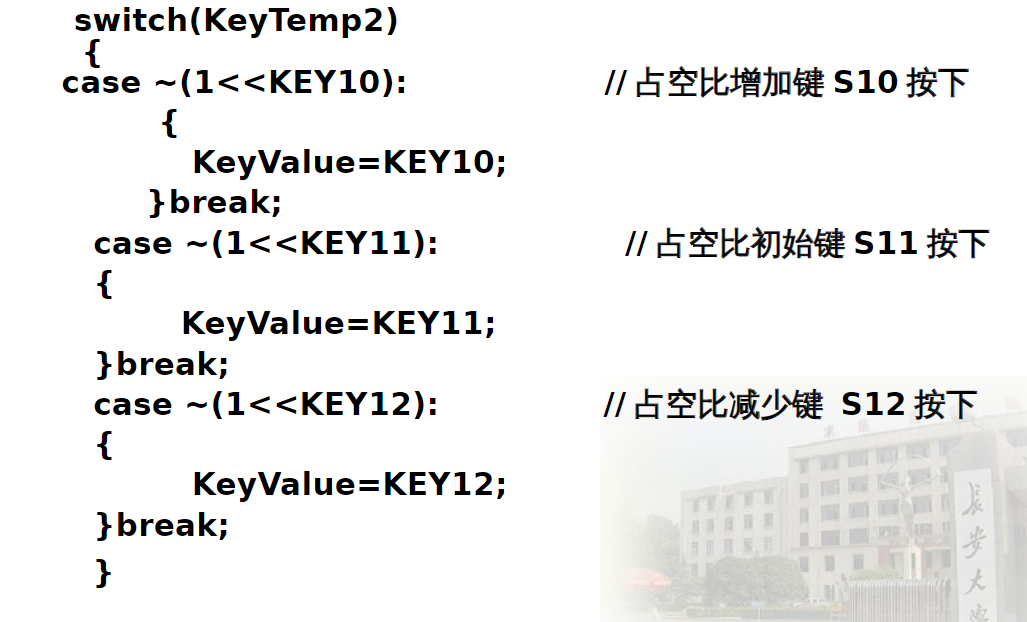 switch(KeyTemp2)
{
case ~(1<<KEY10): // 占空比增加键 S10 按下
{
KeyValue=KEY10;
}break;
case ~(1<<KEY11): // 占空比初始键 S11 按下
{
KeyValue=KEY11;
}break;
case ~(1<<KEY12): // 占空比减少键 S12 按下
{
KeyValue=KEY12;
}break;
}
长安大学